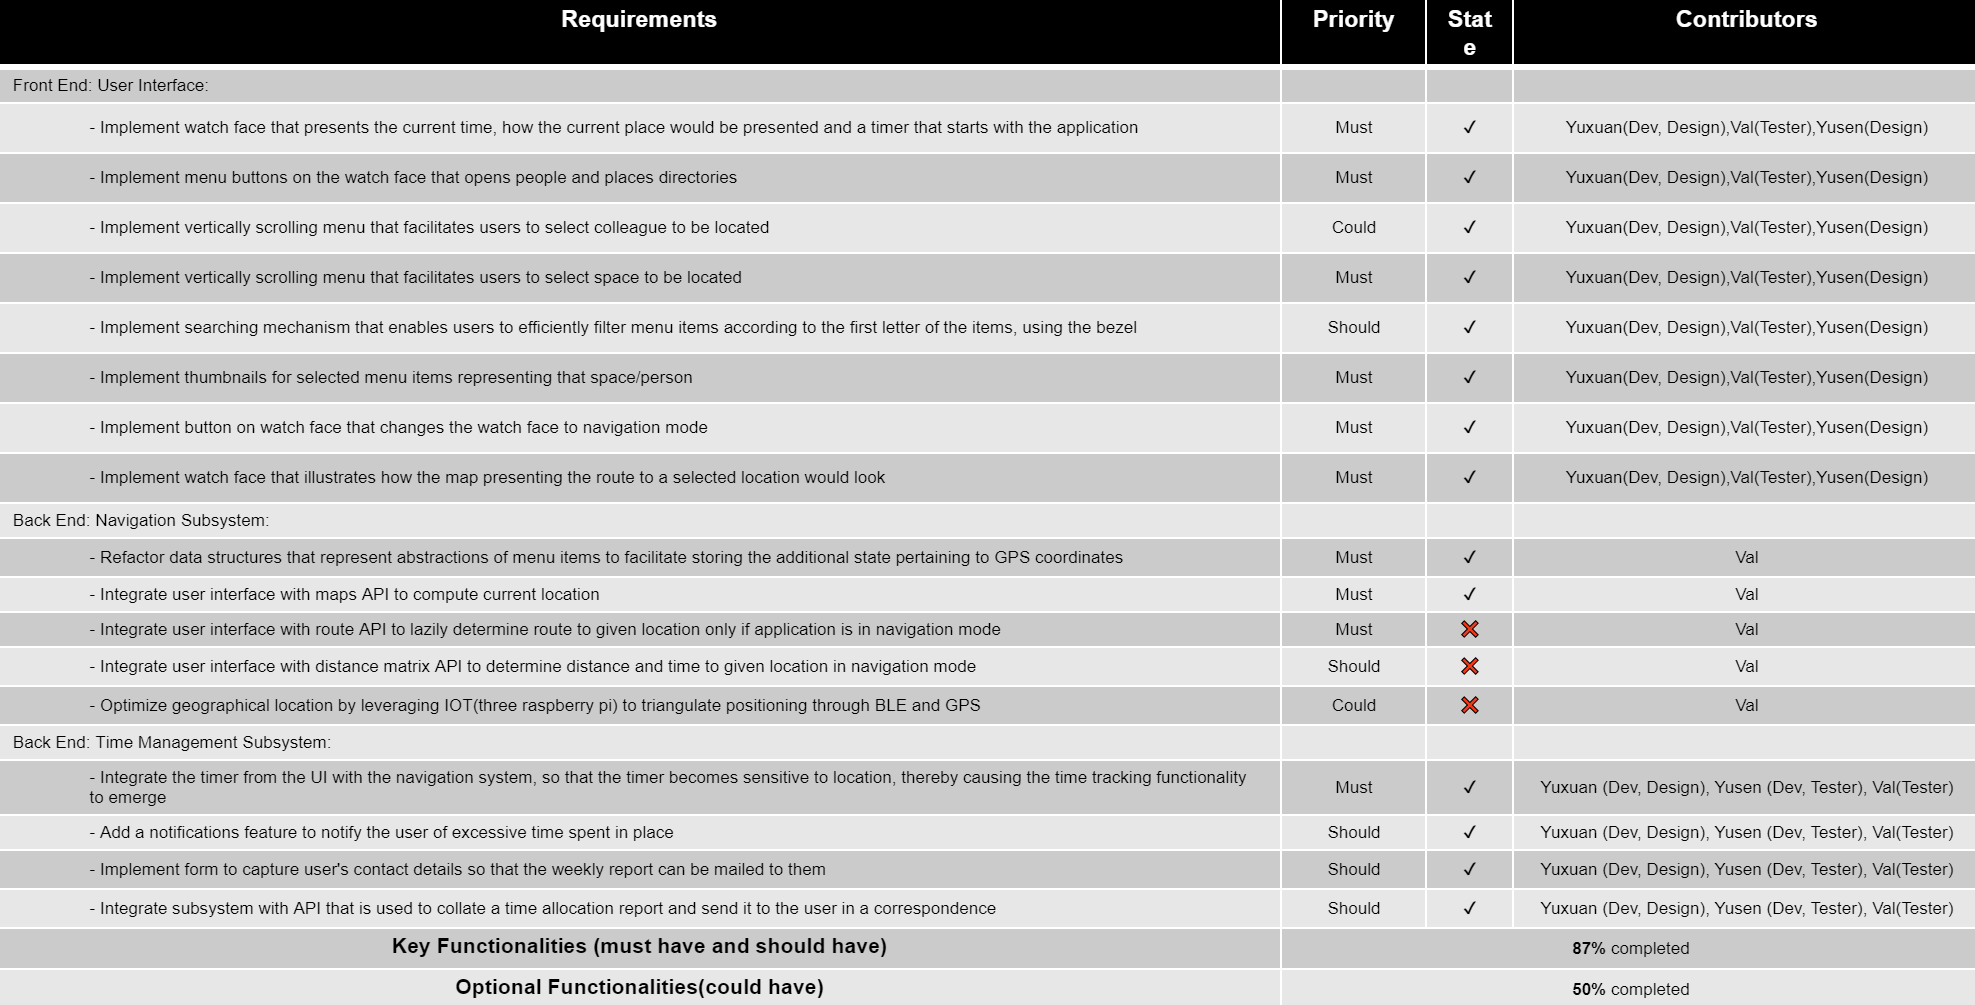 Requirements Priority Stat Contributors
e
Front End: User Interface:
- Implement watch face that presents the current time, how the current place would be presented and a timer that starts with the application Must ✓ Yuxuan(Dev, Design),Val(Tester),Yusen(Design)
- Implement menu buttons on the watch face that opens people and places directories Must ✓ Yuxuan(Dev, Design),Val(Tester),Yusen(Design)
- Implement vertically scrolling menu that facilitates users to select colleague to be located Could ✓ Yuxuan(Dev, Design),Val(Tester),Yusen(Design)
- Implement vertically scrolling menu that facilitates users to select space to be located Must ✓ Yuxuan(Dev, Design),Val(Tester),Yusen(Design)
- Implement searching mechanism that enables users to efficiently filter menu items according to the first letter of the items, using the bezel Should ✓ Yuxuan(Dev, Design),Val(Tester),Yusen(Design)
- Implement thumbnails for selected menu items representing that space/person Must ✓ Yuxuan(Dev, Design),Val(Tester),Yusen(Design)
- Implement button on watch face that changes the watch face to navigation mode Must ✓ Yuxuan(Dev, Design),Val(Tester),Yusen(Design)
- Implement watch face that illustrates how the map presenting the route to a selected location would look Must ✓ Yuxuan(Dev, Design),Val(Tester),Yusen(Design)
Back End: Navigation Subsystem:
- Refactor data structures that represent abstractions of menu items to facilitate storing the additional state pertaining to GPS coordinates Must ✓ Val
- Integrate user interface with maps API to compute current location Must ✓ Val
- Integrate user interface with route API to lazily determine route to given location only if application is in navigation mode Must ✖ Val
- Integrate user interface with distance matrix API to determine distance and time to given location in navigation mode Should ✖ Val
- Optimize geographical location by leveraging IOT(three raspberry pi) to triangulate positioning through BLE and GPS Could ✖ Val
Back End: Time Management Subsystem:
- Integrate the timer from the UI with the navigation system, so that the timer becomes sensitive to location, thereby causing the time tracking functionality
to emerge Must ✓ Yuxuan (Dev, Design), Yusen (Dev, Tester), Val(Tester)
- Add a notifications feature to notify the user of excessive time spent in place Should ✓ Yuxuan (Dev, Design), Yusen (Dev, Tester), Val(Tester)
- Implement form to capture user's contact details so that the weekly report can be mailed to them Should ✓ Yuxuan (Dev, Design), Yusen (Dev, Tester), Val(Tester)
- Integrate subsystem with API that is used to collate a time allocation report and send it to the user in a correspondence Should ✓ Yuxuan (Dev, Design), Yusen (Dev, Tester), Val(Tester)
Key Functionalities (must have and should have) 87% completed
Optional Functionalities(could have) 50% completed